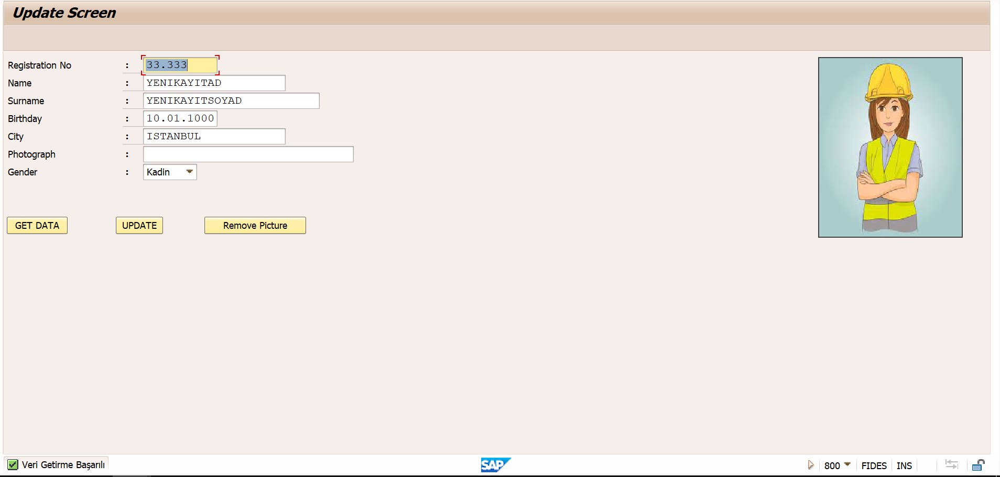 Update Screen
Registration No : 33.333
Name : YENIKAYITAD
Surname : YENIKAYITSOYAD
Birthday : 10.01.1000
City : ISTANBUL
Photograph :
Gender : Kadin
GET DATA UPDATE Remove Picture
Veri Getirme Başarılı SAP 800 FIDES INS